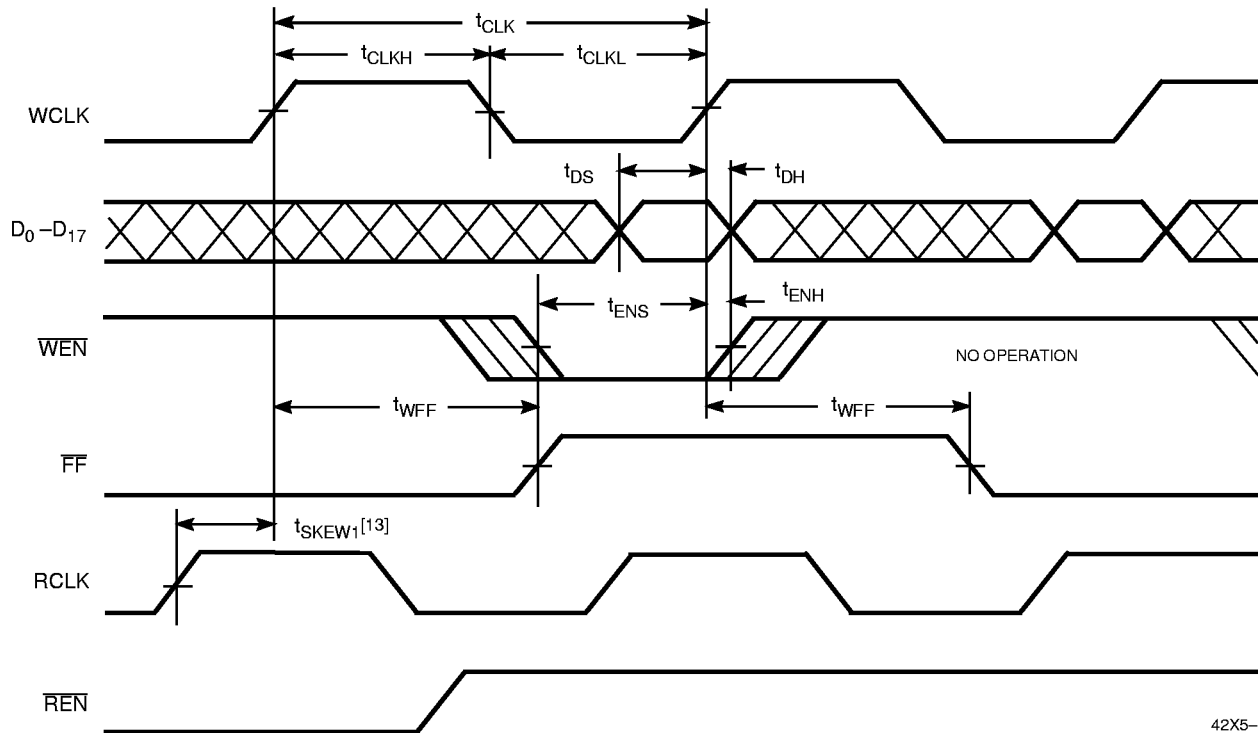 tCLK
tCLKH
tCLKL
WCLK
tDS
tDH
D0 –D17
tENS
tENH
WEN
NO OPERATION
tWFF
tWFF
FF
tSKEW1[13]
RCLK
REN
42X5–